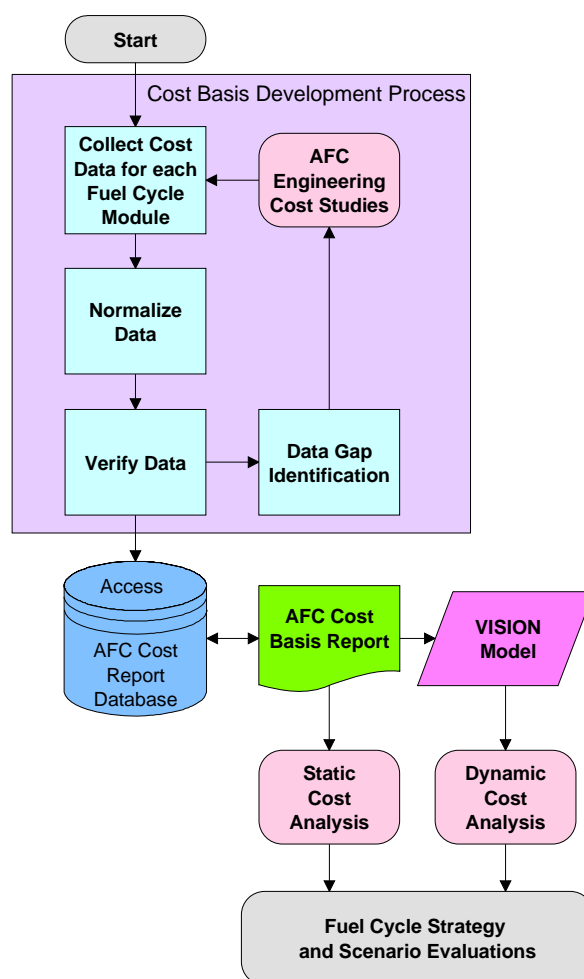 Start
Cost Basis Development Process
Collect Cost
Data for each
Fuel Cycle
Module
AFC
Engineering
Cost Studies
Normalize
Data
Verify Data
Data Gap
Identification
Access
AFC Cost
Report
Database
AFC Cost
Basis Report
VISION
Model
Static
Cost
Analysis
Dynamic
Cost
Analysis
Fuel Cycle Strategy
and Scenario Evaluations